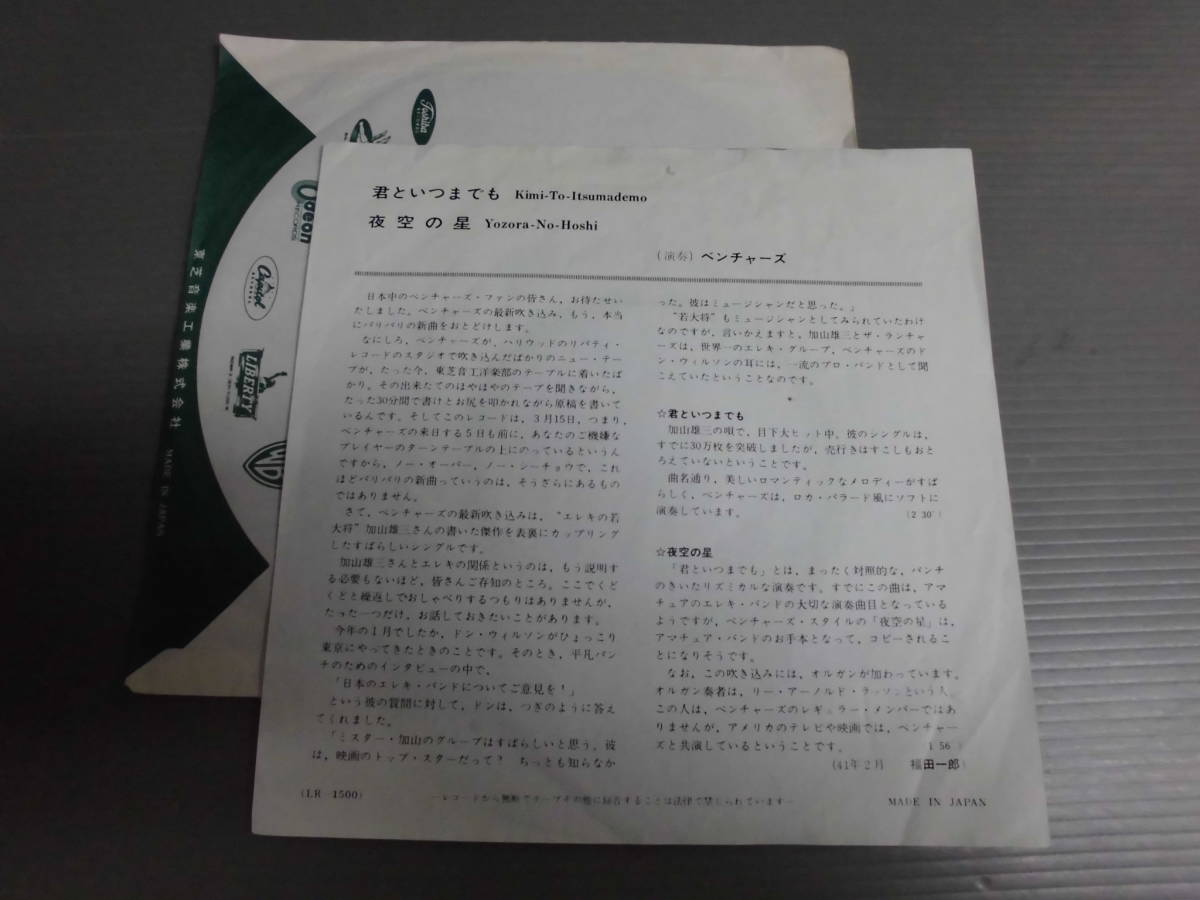 Toshiba
RECORDS
Odeon
RECORDS
Capitol
RECORDS
LIBERTY
東芝音楽工業株式会社 MADE IN JAPAN
君といつまでも Kimi-To-Itsumademo
夜空の星 Yozora-No-Hoshi
(演奏) ベンチャーズ
日本中のベンチャーズ・ファンの皆さん、お待たせい
たしました。ベンチャーズの最新吹き込み、もう、本当
にバリバリの新曲をおとどけします。
なにしろ、ベンチャーズが、ハリウッドのリバティ・
レコードのスタジオで吹き込んだばかりのニュー・テー
プが、たった今、東芝音工洋楽部のテーブルに着いたば
かり。その出来たてのほやほやのテープを聞きながら、
たった30分間で書けとお尻を叩かれながら原稿を書いて
いるんです。そしてこのレコードは、3月15日、つまり、
ベンチャーズの来日する5日も前に、あなたのご機嫌な
プレイヤーのターンテーブルの上にのっているというん
ですから、ノー・オーバー、ノー・シーチョウで、これ
ほどバリバリの新曲っていうのは、そうざらにあるもの
ではありません。
さて、ベンチャーズの最新吹き込みは、“エレキの若
大将”加山雄三さんの書いた傑作を表裏にカップリング
したすばらしいシングルです。
加山雄三さんとエレキの関係というのは、もう説明す
る必要もないほど、皆さんご存知のところ。ここでくど
くどと繰返しでおしゃべりするつもりはありませんが、
たった一つだけ、お話しておきたいことがあります。
今年の1月でしたか、ドン・ウィルソンがひょっこり
東京にやってきたときのことです。そのとき、平凡パン
チのためのインタビューの中で、
「日本のエレキ・バンドについてご意見を!」
という彼の質問に対して、ドンは、つぎのように答え
てくれました。
「ミスター・加山のグループはすばらしいと思う。彼
は、映画のトップ・スターだって? ちっとも知らなか
った。彼はミュージシャンだと思った。」
“若大将”もミュージシャンとしてみられていたわけ
なのですが、言いかえますと、加山雄三とザ・ランチャ
ーズは、世界一のエレキ・グループ、ベンチャーズのド
ン・ウィルソンの耳には、一流のプロ・バンドとして聞
こえていたということなのです。
☆君といつまでも
加山雄三の唄で、目下大ヒット中。彼のシングルは、
すでに30万枚を突破しましたが、売行きはすこしもおと
ろえていないということです。
曲名通り、美しいロマンティックなメロディーがすば
らしく、ベンチャーズは、ロカ・バラード風にソフトに
演奏しています。 (2′30″)
☆夜空の星
「君といつまでも」とは、まったく対照的な、パンチ
のきいたリズミカルな演奏です。すでにこの曲は、アマ
チュアのエレキ・バンドの大切な演奏曲目となっている
ようですが、ベンチャーズ・スタイルの「夜空の星」は、
アマチュア・バンドのお手本となって、コピーされるこ
とになりそうです。
なお、この吹き込みには、オルガンが加わっています。
オルガン奏者は、リー・アーノルド・ラッソンという人。
この人は、ベンチャーズのレギュラー・メンバーではあ
りませんが、アメリカのテレビや映画では、ベンチャー
ズと共演しているということです。 (1′56″)
(41年2月 福田一郎)
(LR-1500)
―レコードから無断でテープその他に録音することは法律で禁じられています―
MADE IN JAPAN